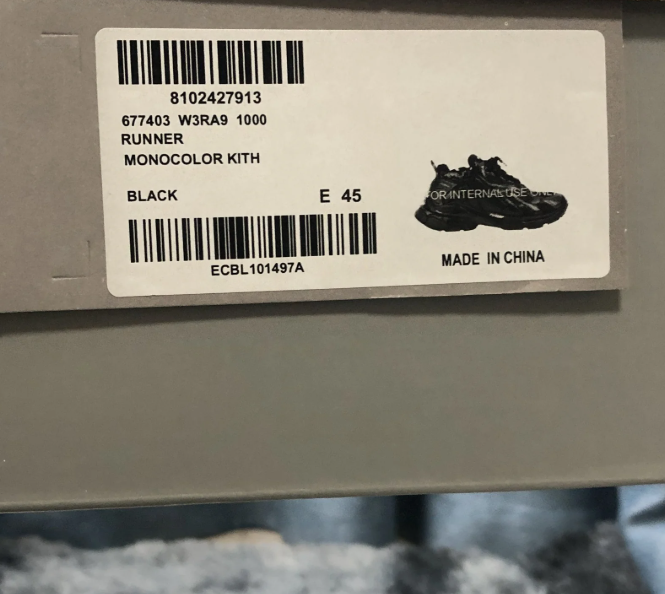 8102427913
677403 W3RA9 1000
RUNNER
MONOCOLOR KITH
BLACK E 45
ECBL101497A
FOR INTERNAL USE ONLY
MADE IN CHINA